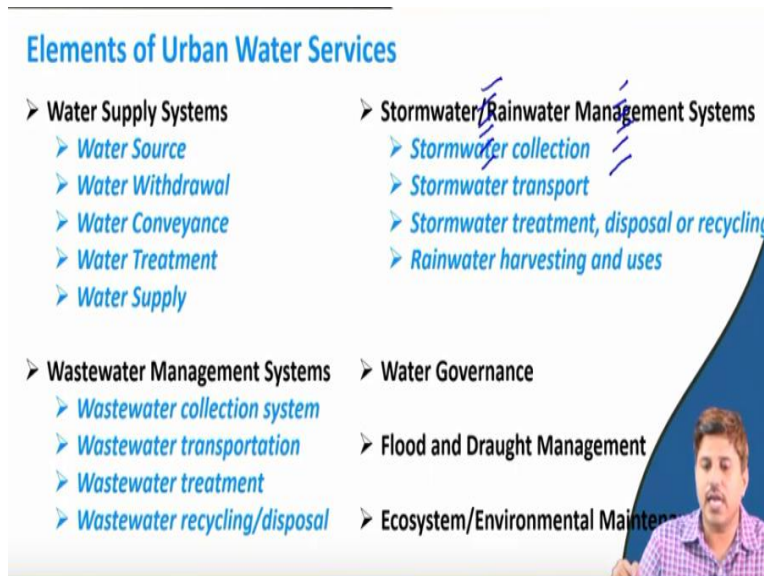 Elements of Urban Water Services
Water Supply Systems
Water Source
Water Withdrawal
Water Conveyance
Water Treatment
Water Supply
Stormwater/Rainwater Management Systems
Stormwater collection
Stormwater transport
Stormwater treatment, disposal or recycling
Rainwater harvesting and uses
Wastewater Management Systems
Wastewater collection system
Wastewater transportation
Wastewater treatment
Wastewater recycling/disposal
Water Governance
Flood and Draught Management
Ecosystem/Environmental